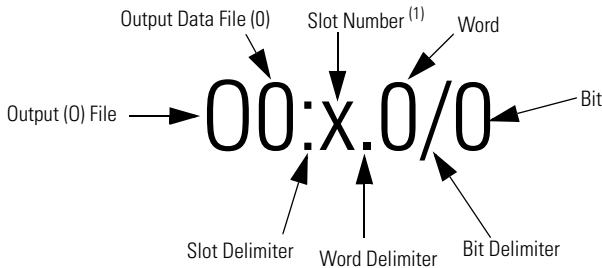 Output Data File (0)
Slot Number (1)
Word
Output (O) File
O0:x.0/0
Bit
Slot Delimiter
Word Delimiter
Bit Delimiter